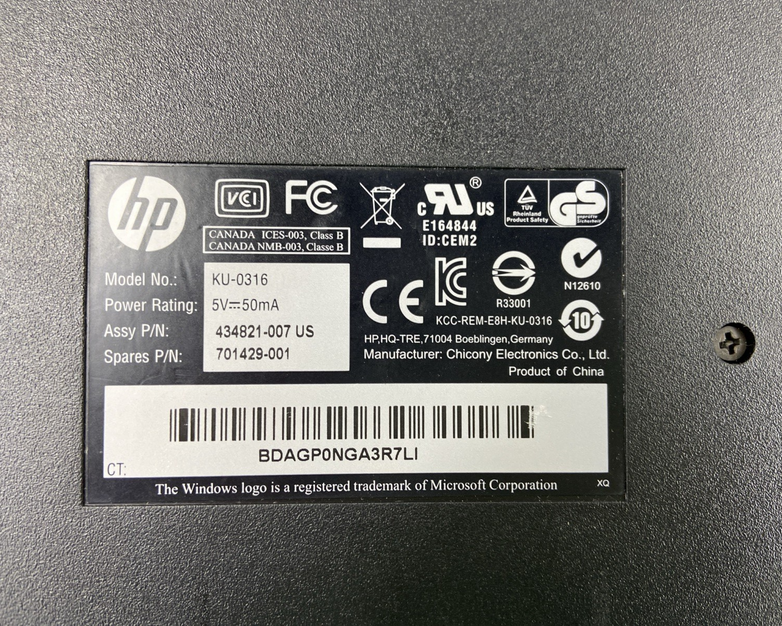 hp
VCI FC
c RU® US
E164844
ID:CEM2
TÜV
Rheinland
Product Safety
GS
geprüfte
Sicherheit
CANADA ICES-003, Class B
CANADA NMB-003, Classe B
Model No.: KU-0316
Power Rating: 5V⎓50mA
Assy P/N: 434821-007 US
Spares P/N: 701429-001
CE
R33001
N12610
KCC-REM-E8H-KU-0316
10
HP,HQ-TRE,71004 Boeblingen,Germany
Manufacturer: Chicony Electronics Co., Ltd.
Product of China
BDAGP0NGA3R7LI
CT:
The Windows logo is a registered trademark of Microsoft Corporation
XQ